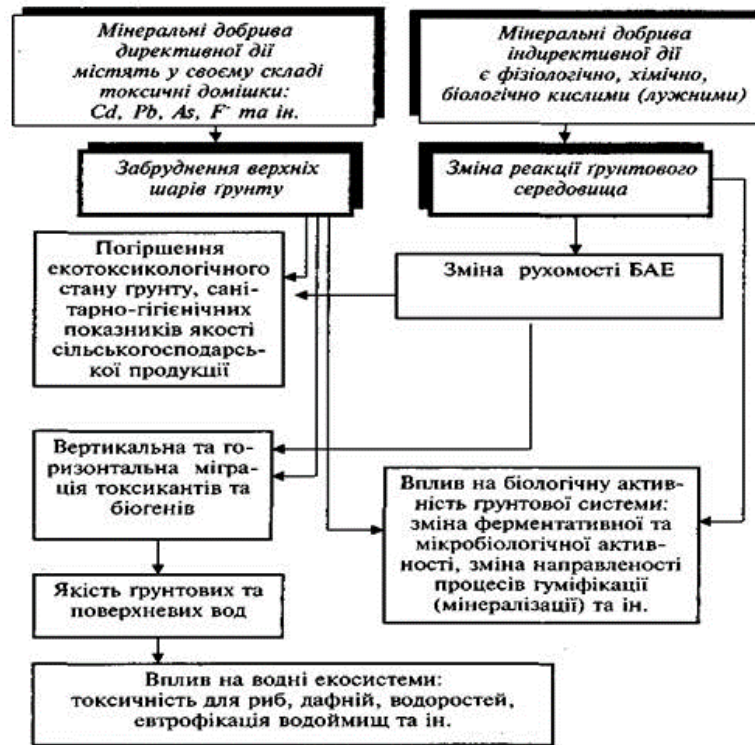 Мінеральні добрива
директивної дії
містять у своєму складі
токсичні домішки:
Cd, Pb, As, F⁻ та ін.
Мінеральні добрива
індирективної дії
є фізіологічно, хімічно,
біологічно кислими (лужними)
Забруднення верхніх
шарів ґрунту
Зміна реакції ґрунтового
середовища
Погіршення
екотоксикологічного
стану ґрунту, сані-
тарно-гігієнічних
показників якості
сільськогосподарсь-
кої продукції
Зміна рухомості БАЕ
Вертикальна та го-
ризонтальна мігра-
ція токсикантів та
біогенів
Вплив на біологічну актив-
ність ґрунтової системи:
зміна ферментативної та
мікробіологічної актив-
ності, зміна направленості
процесів гуміфікації
(мінералізації) та ін.
Якість ґрунтових та
поверхневих вод
Вплив на водні екосистеми:
токсичність для риб, дафній, водоростей,
евтрофікація водоймищ та ін.